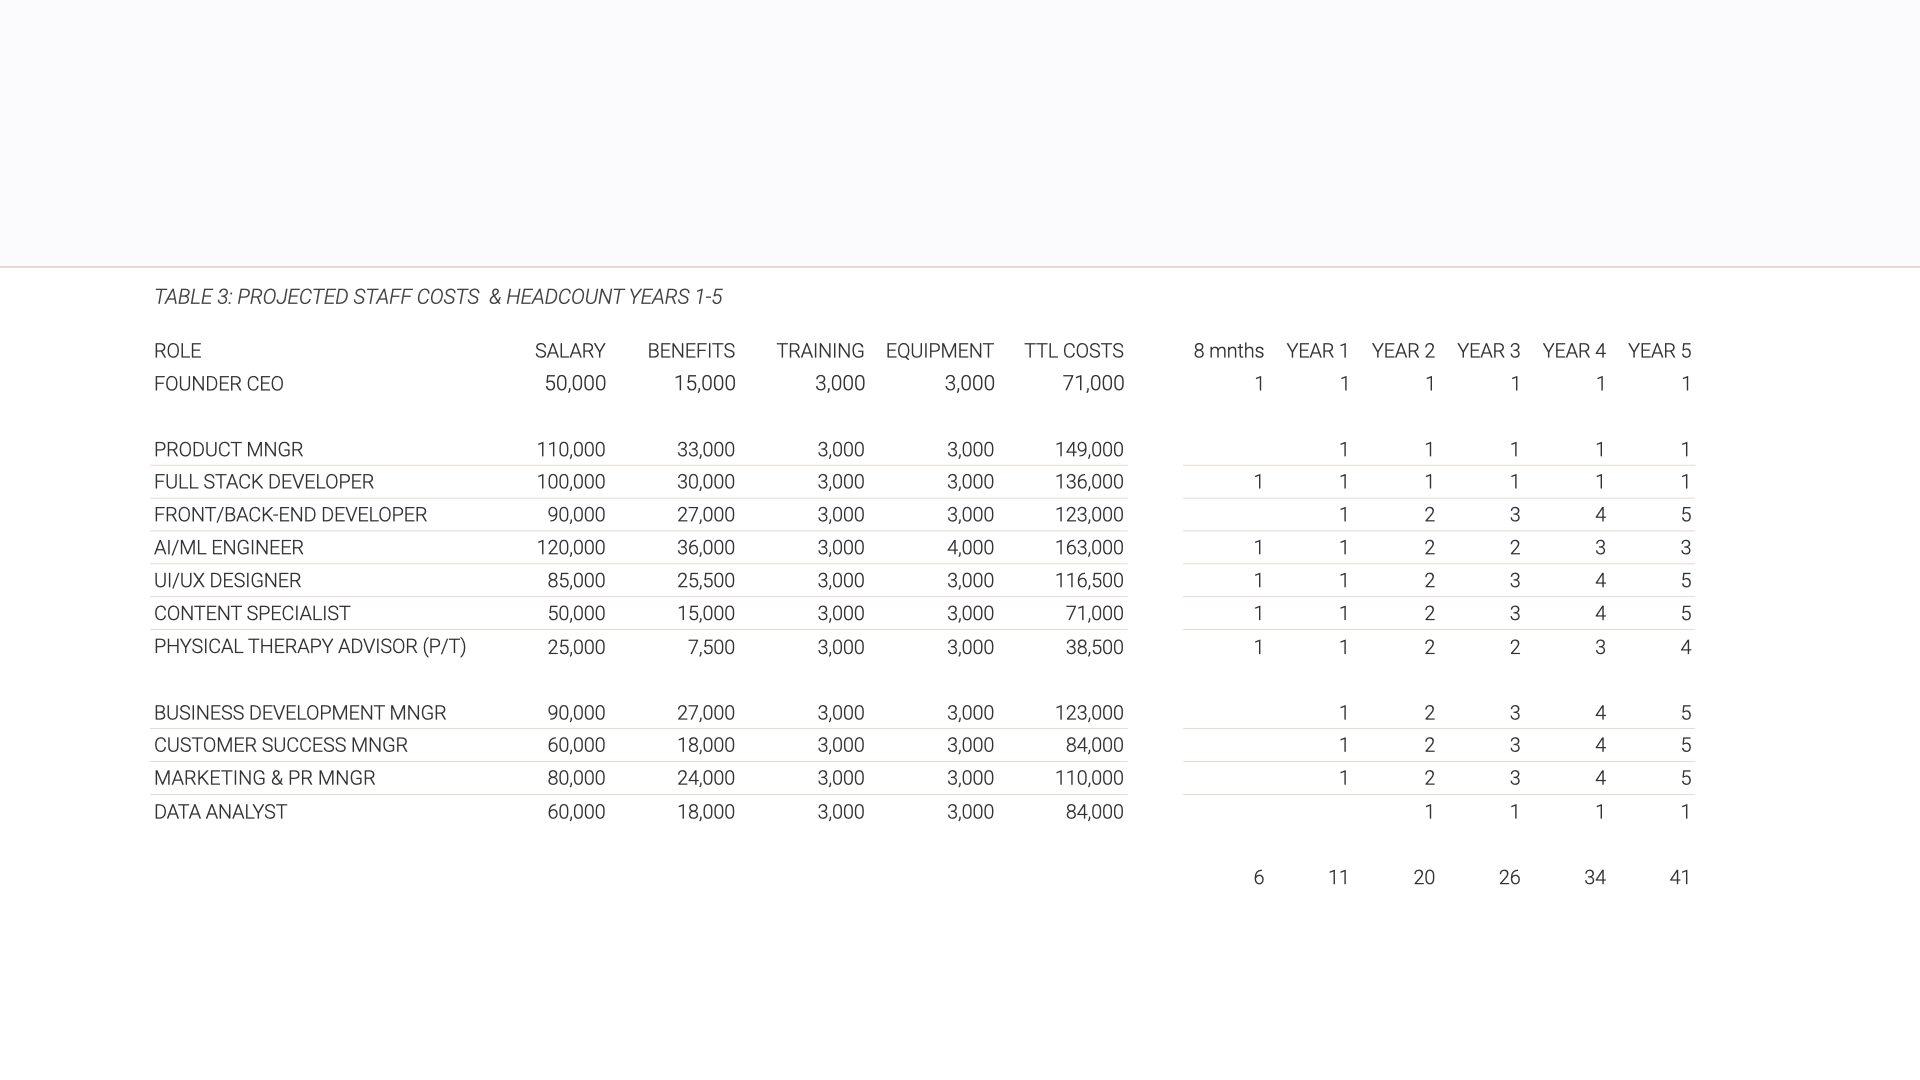 TABLE 3: PROJECTED STAFF COSTS & HEADCOUNT YEARS 1-5
ROLE SALARY BENEFITS TRAINING EQUIPMENT TTL COSTS 8 mnths YEAR 1 YEAR 2 YEAR 3 YEAR 4 YEAR 5
FOUNDER CEO 50,000 15,000 3,000 3,000 71,000 1 1 1 1 1 1
PRODUCT MNGR 110,000 33,000 3,000 3,000 149,000 1 1 1 1 1
FULL STACK DEVELOPER 100,000 30,000 3,000 3,000 136,000 1 1 1 1 1 1
FRONT/BACK-END DEVELOPER 90,000 27,000 3,000 3,000 123,000 1 2 3 4 5
AI/ML ENGINEER 120,000 36,000 3,000 4,000 163,000 1 1 2 2 3 3
UI/UX DESIGNER 85,000 25,500 3,000 3,000 116,500 1 1 2 3 4 5
CONTENT SPECIALIST 50,000 15,000 3,000 3,000 71,000 1 1 2 3 4 5
PHYSICAL THERAPY ADVISOR (P/T) 25,000 7,500 3,000 3,000 38,500 1 1 2 2 3 4
BUSINESS DEVELOPMENT MNGR 90,000 27,000 3,000 3,000 123,000 1 2 3 4 5
CUSTOMER SUCCESS MNGR 60,000 18,000 3,000 3,000 84,000 1 2 3 4 5
MARKETING & PR MNGR 80,000 24,000 3,000 3,000 110,000 1 2 3 4 5
DATA ANALYST 60,000 18,000 3,000 3,000 84,000 1 1 1 1
6 11 20 26 34 41